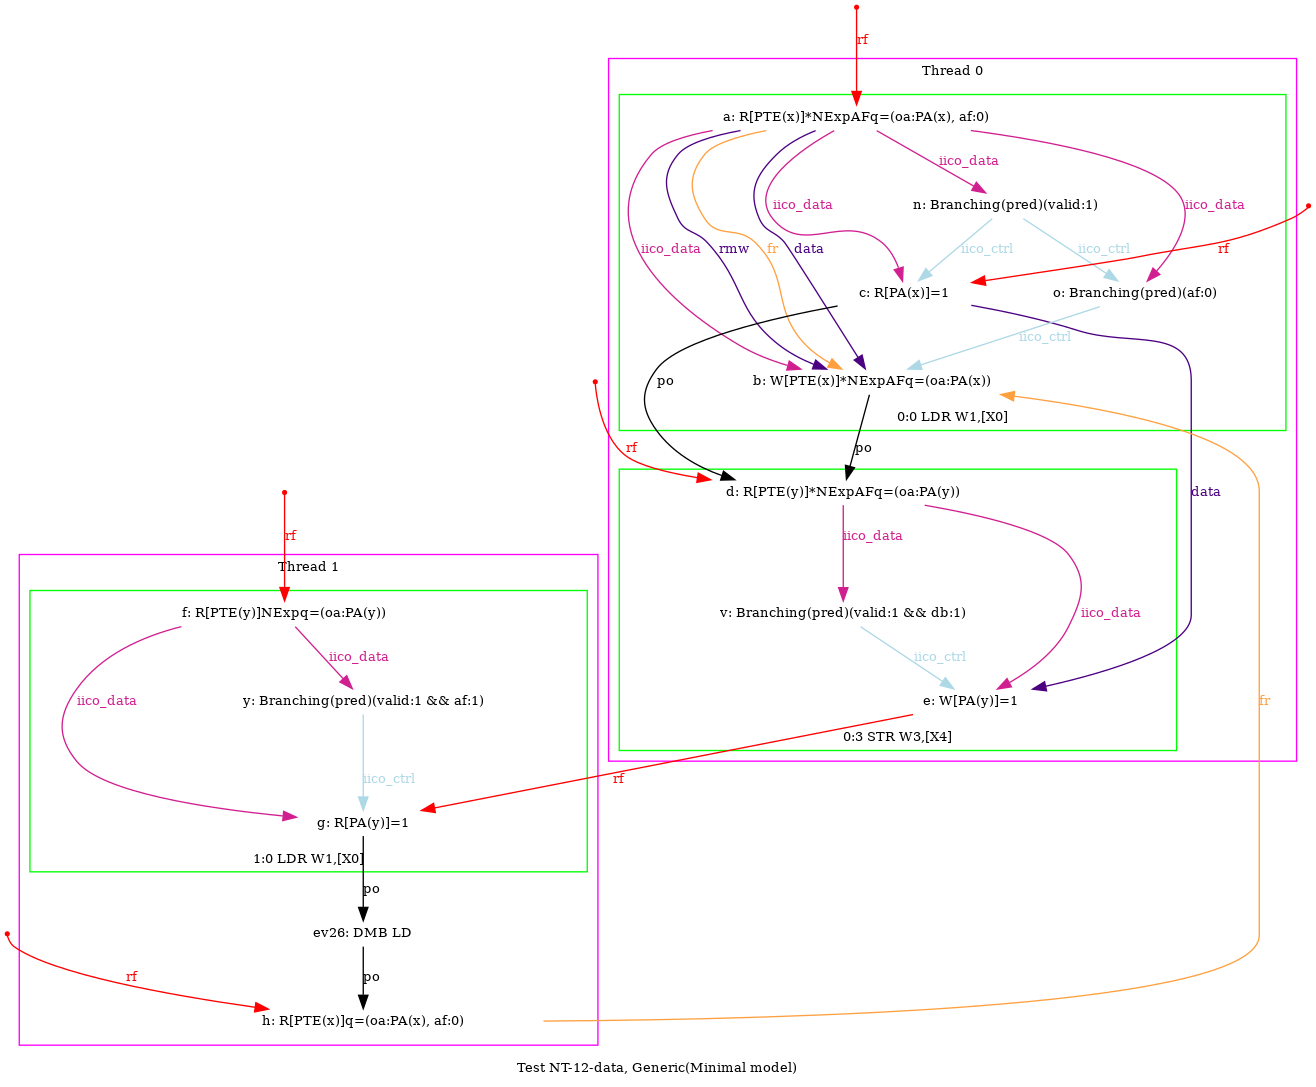 rf
Thread 0
a: R[PTE(x)]*NExpAFq=(oa:PA(x), af:0)
iico_data
n: Branching(pred)(valid:1)
iico_data
iico_data
iico_data
rmw
fr
data
iico_ctrl
iico_ctrl
rf
c: R[PA(x)]=1
o: Branching(pred)(af:0)
iico_ctrl
po
b: W[PTE(x)]*NExpAFq=(oa:PA(x))
0:0 LDR W1,[X0]
rf
po
d: R[PTE(y)]*NExpAFq=(oa:PA(y))
data
rf
iico_data
Thread 1
f: R[PTE(y)]NExpq=(oa:PA(y))
v: Branching(pred)(valid:1 && db:1)
iico_data
iico_data
iico_ctrl
iico_data
y: Branching(pred)(valid:1 && af:1)
e: W[PA(y)]=1
fr
0:3 STR W3,[X4]
iico_ctrl
rf
g: R[PA(y)]=1
1:0 LDR W1,[X0]
po
ev26: DMB LD
rf
po
h: R[PTE(x)]q=(oa:PA(x), af:0)
Test NT-12-data, Generic(Minimal model)